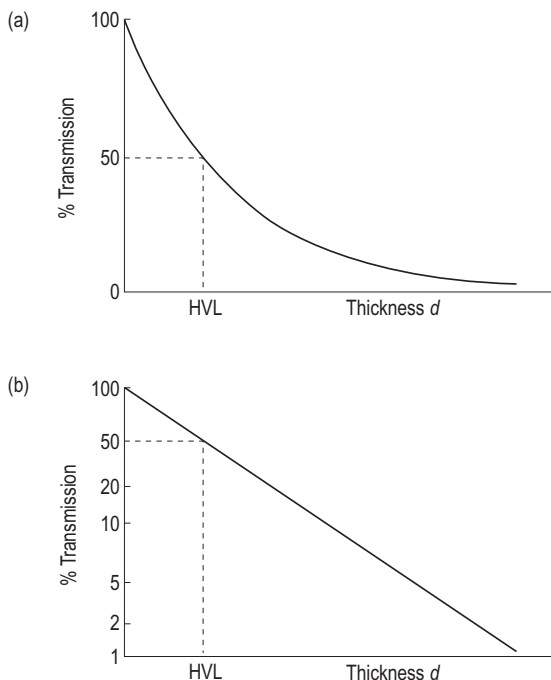 (a)
100
50
0
% Transmission
HVL
Thickness d
(b)
100
50
20
10
5
2
1
% Transmission
HVL
Thickness d